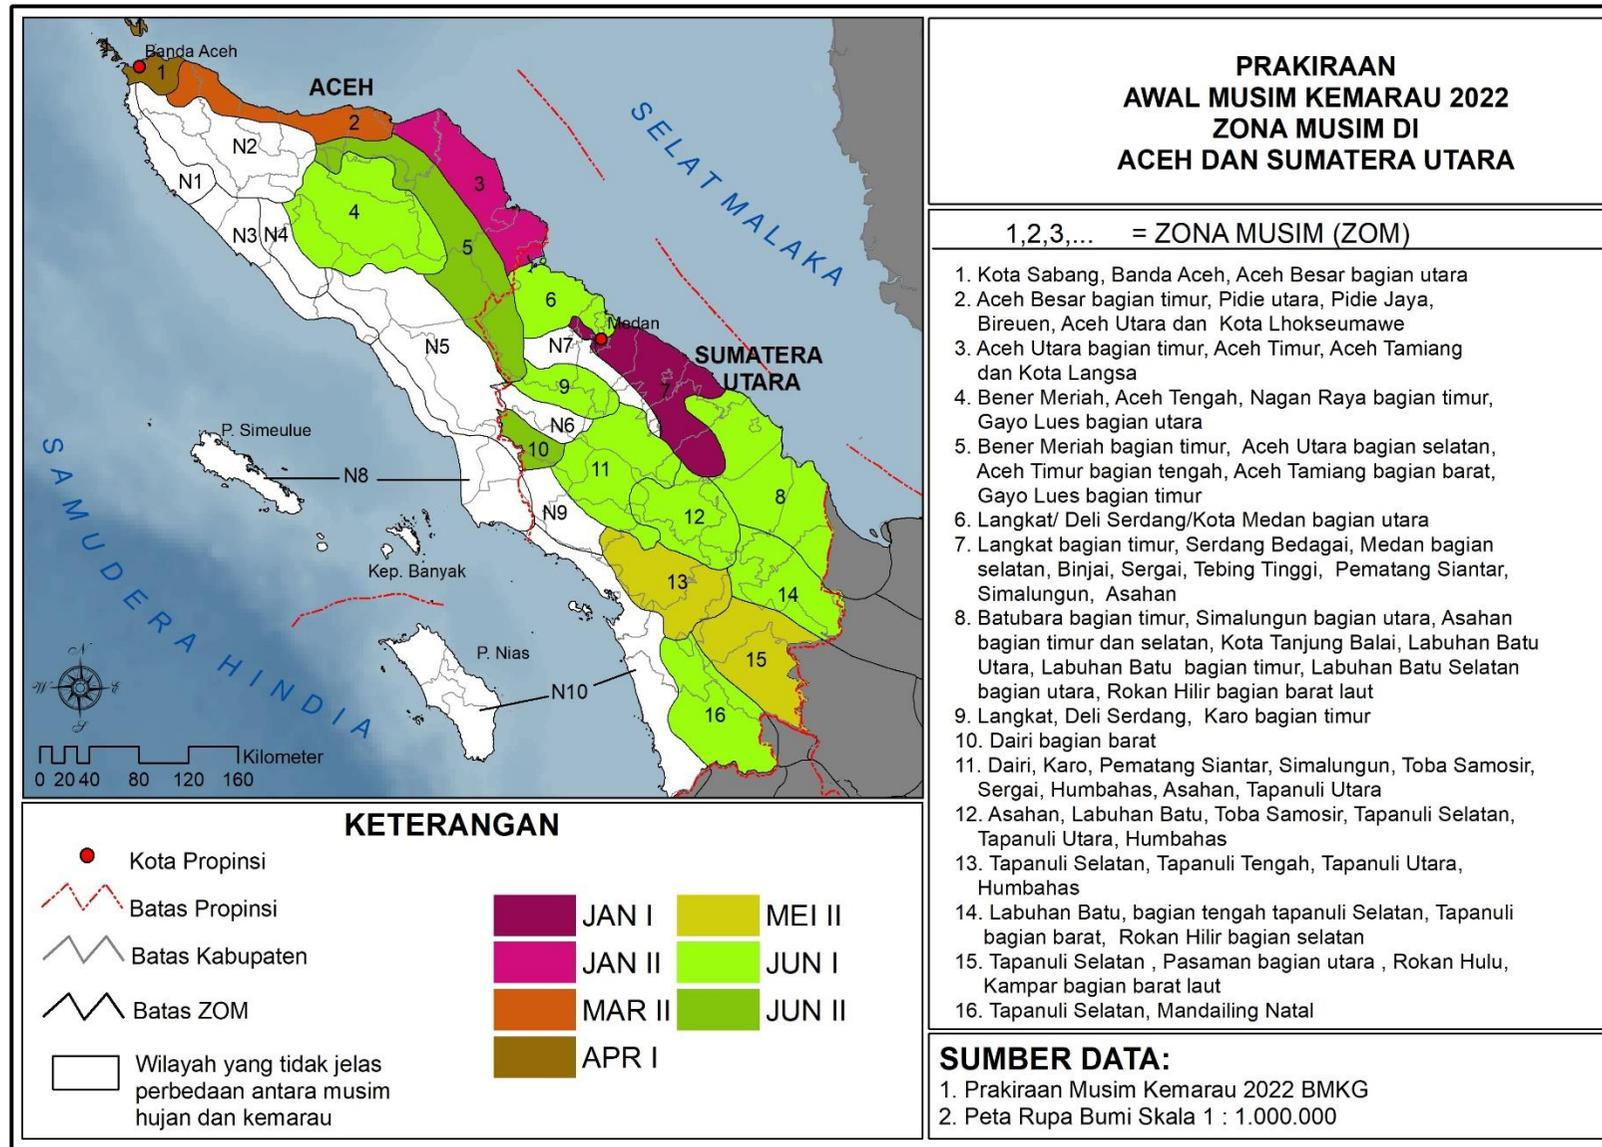 PRAKIRAAN
AWAL MUSIM KEMARAU 2022
ZONA MUSIM DI
ACEH DAN SUMATERA UTARA
1,2,3,... = ZONA MUSIM (ZOM)
1. Kota Sabang, Banda Aceh, Aceh Besar bagian utara
2. Aceh Besar bagian timur, Pidie utara, Pidie Jaya,
Bireuen, Aceh Utara dan Kota Lhokseumawe
3. Aceh Utara bagian timur, Aceh Timur, Aceh Tamiang
dan Kota Langsa
4. Bener Meriah, Aceh Tengah, Nagan Raya bagian timur,
Gayo Lues bagian utara
5. Bener Meriah bagian timur, Aceh Utara bagian selatan,
Aceh Timur bagian tengah, Aceh Tamiang bagian barat,
Gayo Lues bagian timur
6. Langkat/ Deli Serdang/Kota Medan bagian utara
7. Langkat bagian timur, Serdang Bedagai, Medan bagian
selatan, Binjai, Sergai, Tebing Tinggi, Pematang Siantar,
Simalungun, Asahan
8. Batubara bagian timur, Simalungun bagian utara, Asahan
bagian timur dan selatan, Kota Tanjung Balai, Labuhan Batu
Utara, Labuhan Batu bagian timur, Labuhan Batu Selatan
bagian utara, Rokan Hilir bagian barat laut
9. Langkat, Deli Serdang, Karo bagian timur
10. Dairi bagian barat
11. Dairi, Karo, Pematang Siantar, Simalungun, Toba Samosir,
Sergai, Humbahas, Asahan, Tapanuli Utara
12. Asahan, Labuhan Batu, Toba Samosir, Tapanuli Selatan,
Tapanuli Utara, Humbahas
13. Tapanuli Selatan, Tapanuli Tengah, Tapanuli Utara,
Humbahas
14. Labuhan Batu, bagian tengah tapanuli Selatan, Tapanuli
bagian barat, Rokan Hilir bagian selatan
15. Tapanuli Selatan , Pasaman bagian utara , Rokan Hulu,
Kampar bagian barat laut
16. Tapanuli Selatan, Mandailing Natal
SUMBER DATA:
1. Prakiraan Musim Kemarau 2022 BMKG
2. Peta Rupa Bumi Skala 1 : 1.000.000
Banda Aceh
1
ACEH
2
N2
N1
3
4
N3
N4
5
SELAT MALAKA
6
Medan
N7
N5
SUMATERA
UTARA
7
9
N6
10
P. Simeulue
N8
11
8
12
N9
Kep. Banyak
13
14
P. Nias
15
N10
16
SAMUDERA HINDIA
N
W
E
S
Kilometer
0 20 40 80 120 160
KETERANGAN
Kota Propinsi
Batas Propinsi
Batas Kabupaten
Batas ZOM
Wilayah yang tidak jelas
perbedaan antara musim
hujan dan kemarau
JAN I
JAN II
MAR II
APR I
MEI II
JUN I
JUN II